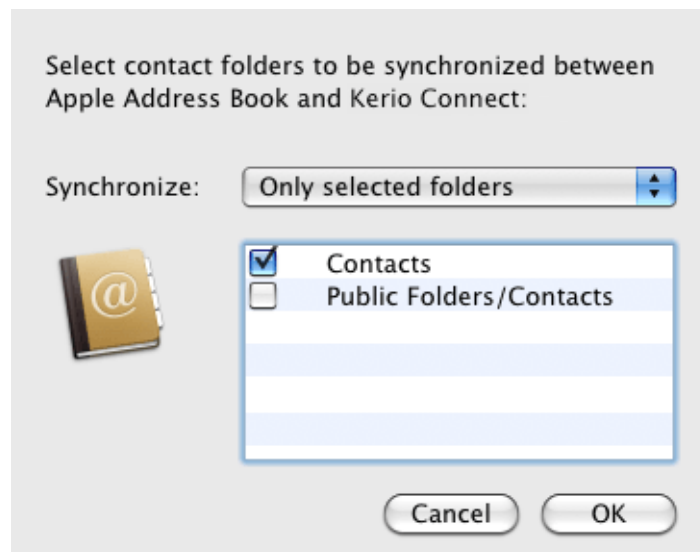 Select contact folders to be synchronized between
Apple Address Book and Kerio Connect:
Synchronize: Only selected folders
@
Contacts
Public Folders/Contacts
Cancel OK